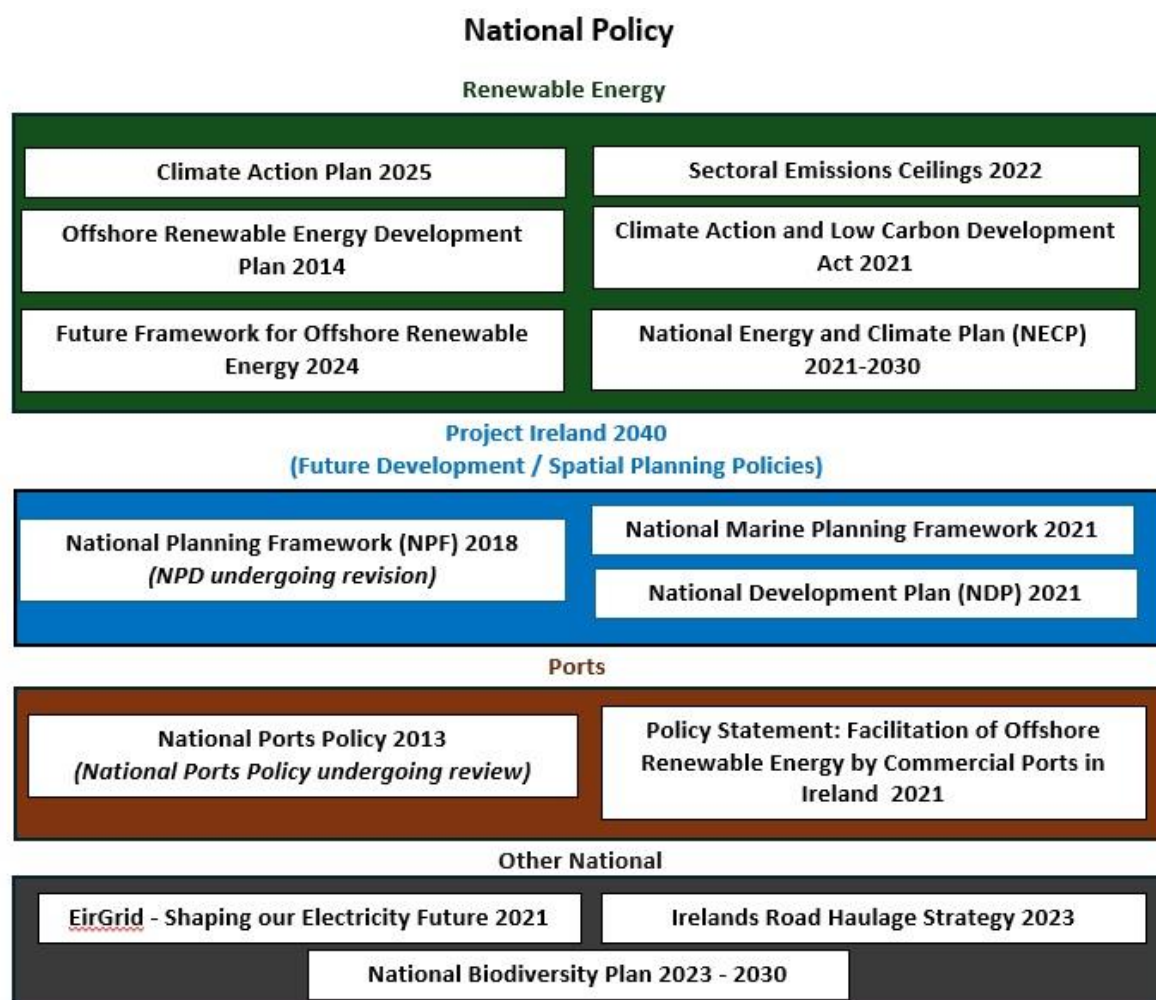 National Policy
Renewable Energy
Climate Action Plan 2025
Sectoral Emissions Ceilings 2022
Offshore Renewable Energy Development
Plan 2014
Climate Action and Low Carbon Development
Act 2021
Future Framework for Offshore Renewable
Energy 2024
National Energy and Climate Plan (NECP)
2021-2030
Project Ireland 2040
(Future Development / Spatial Planning Policies)
National Planning Framework (NPF) 2018
(NPD undergoing revision)
National Marine Planning Framework 2021
National Development Plan (NDP) 2021
Ports
National Ports Policy 2013
(National Ports Policy undergoing review)
Policy Statement: Facilitation of Offshore
Renewable Energy by Commercial Ports in
Ireland  2021
Other National
EirGrid - Shaping our Electricity Future 2021
Irelands Road Haulage Strategy 2023
National Biodiversity Plan 2023 - 2030